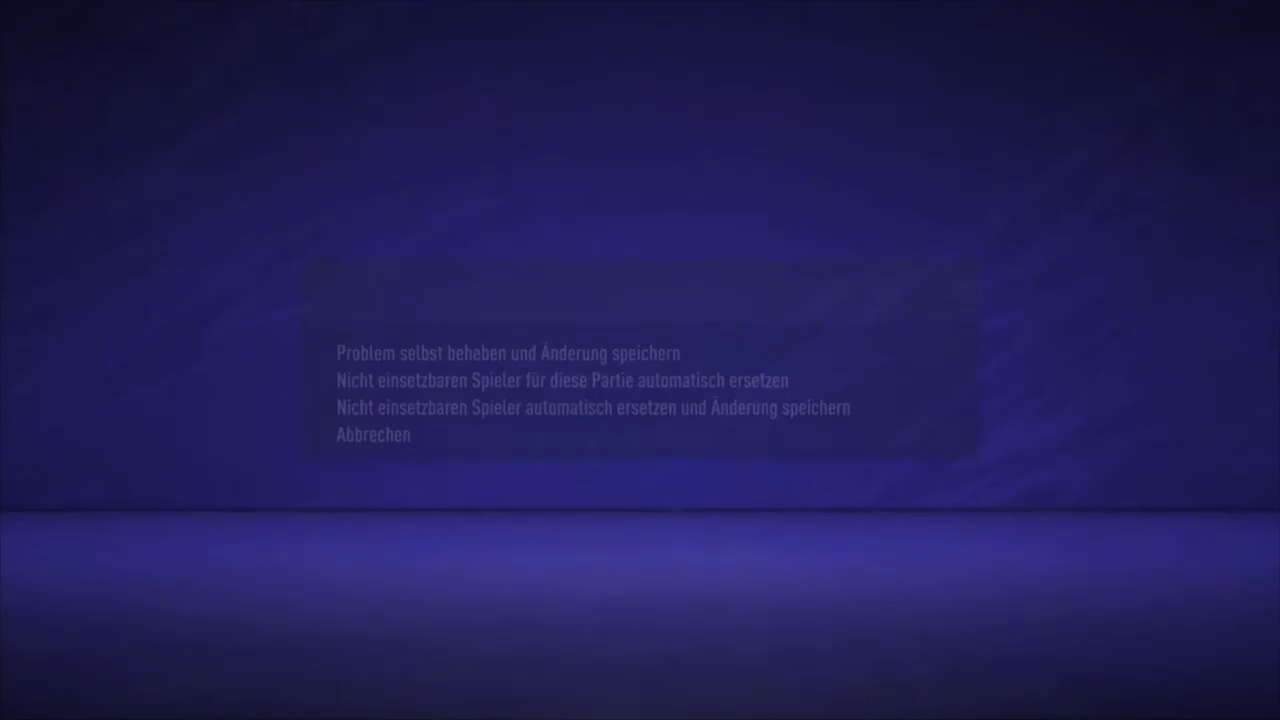 Problem selbst beheben und Änderung speichern
Nicht einsetzbaren Spieler für diese Partie automatisch ersetzen
Nicht einsetzbaren Spieler automatisch ersetzen und Änderung speichern
Abbrechen